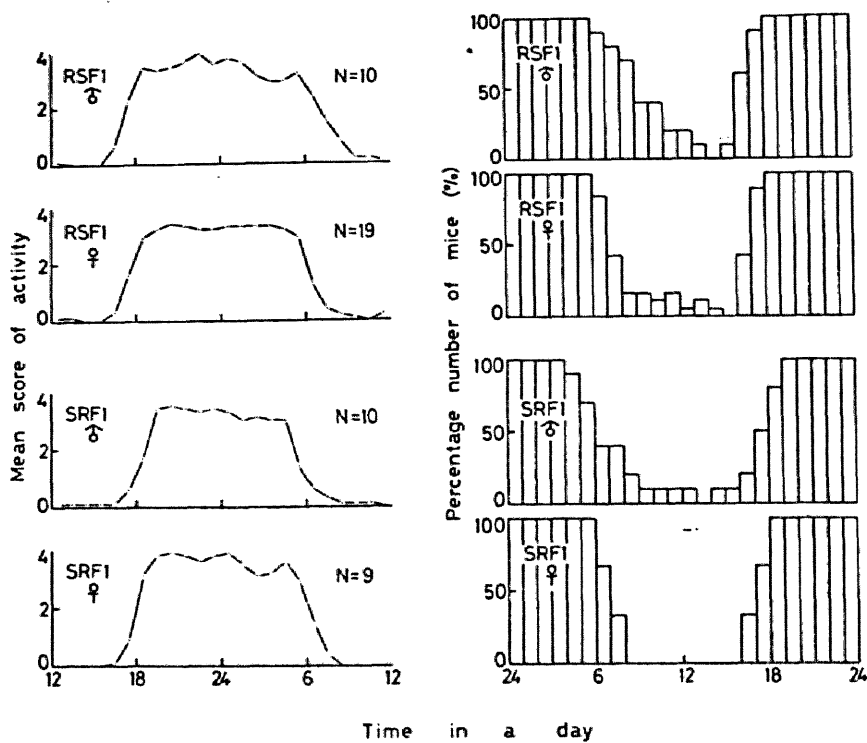 Mean score of activity
4
2
0
RSF1
♂
N=10
4
2
0
RSF1
♀
N=19
4
2
0
SRF1
♂
N=10
4
2
0
SRF1
♀
N=9
12 18 24 6 12
Percentage number of mice (%)
100
50
0
RSF1
♂
100
50
0
RSF1
♀
100
50
0
SRF1
♂
100
50
0
SRF1
♀
24 6 12 18 24
Time in a day